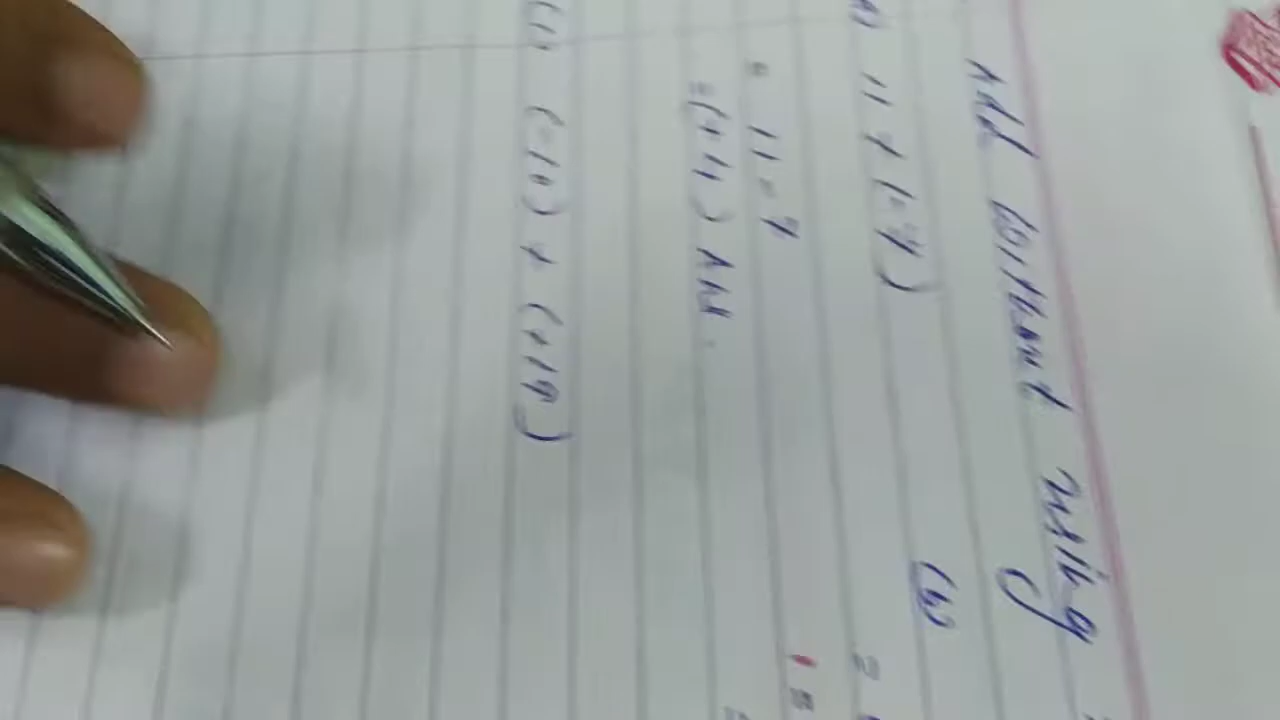 Add without using
(a) 11 + (-7)
(b)
= 11 - 7
= (+4) Ans.
(c) (-10) + (+19)